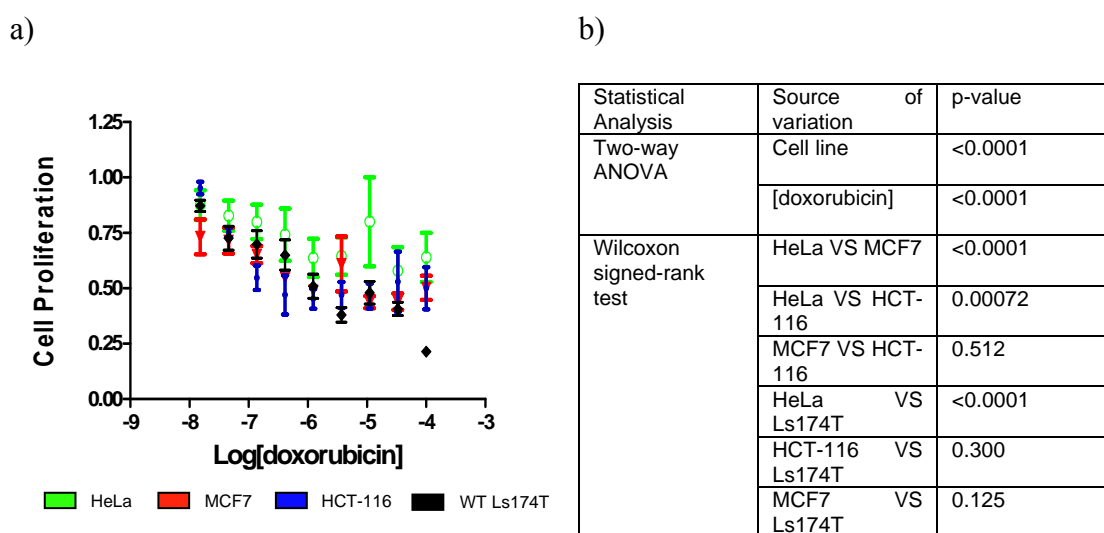 a)
b)
1.25
1.00
0.75
0.50
0.25
0.00
Cell Proliferation
-9
-8
-7
-6
-5
-4
-3
Log[doxorubicin]
HeLa
MCF7
HCT-116
WT Ls174T
Statistical
Analysis
Source of
variation
p-value
Two-way
ANOVA
Cell line
<0.0001
[doxorubicin]
<0.0001
Wilcoxon
signed-rank
test
HeLa VS MCF7
<0.0001
HeLa VS HCT-
116
0.00072
MCF7 VS HCT-
116
0.512
HeLa VS
Ls174T
<0.0001
HCT-116 VS
Ls174T
0.300
MCF7 VS
Ls174T
0.125